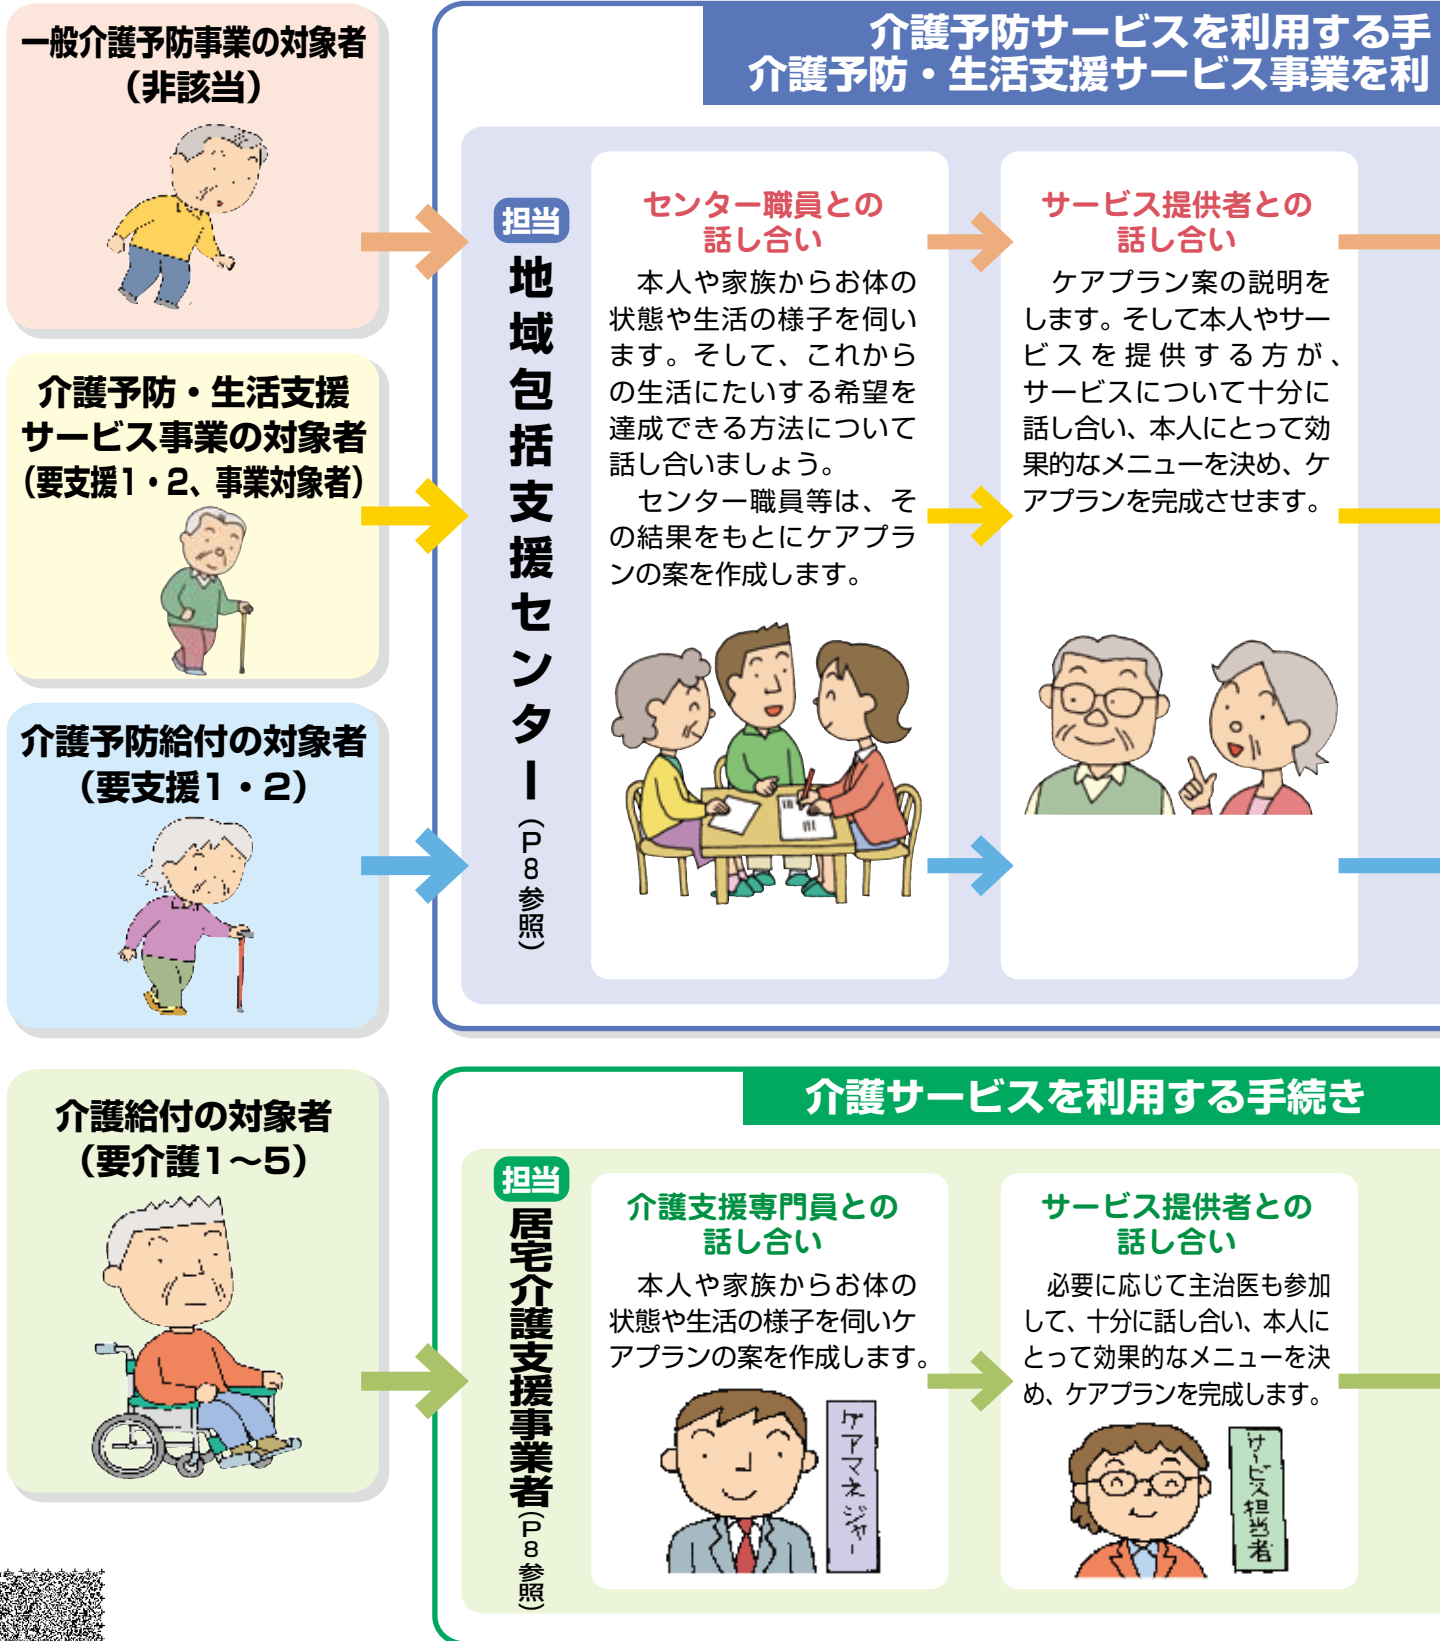 一般介護予防事業の対象者
（非該当）
介護予防・生活支援
サービス事業の対象者
（要支援1・2、事業対象者）
介護予防給付の対象者
（要支援1・2）
介護給付の対象者
（要介護1～5）
介護予防サービスを利用する手
介護予防・生活支援サービス事業を利
担当
地域包括支援センター（P8参照）
センター職員との
話し合い
本人や家族からお体の
状態や生活の様子を伺い
ます。そして、これから
の生活にたいする希望を
達成できる方法について
話し合いましょう。
センター職員等は、そ
の結果をもとにケアプラ
ンの案を作成します。
サービス提供者との
話し合い
ケアプラン案の説明を
します。そして本人やサー
ビスを提供する方が、
サービスについて十分に
話し合い、本人にとって効
果的なメニューを決め、ケ
アプランを完成させます。
介護サービスを利用する手続き
担当
居宅介護支援事業者（P8参照）
介護支援専門員との
話し合い
本人や家族からお体の
状態や生活の様子を伺いケ
アプランの案を作成します。
ケアマネジャー
サービス提供者との
話し合い
必要に応じて主治医も参加
して、十分に話し合い、本人に
とって効果的なメニューを決
め、ケアプランを完成します。
サービス担当者